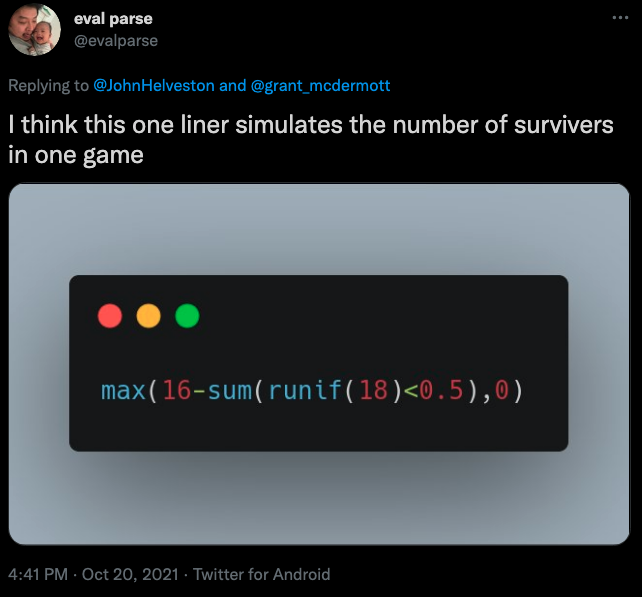 eval parse
@evalparse
Replying to @JohnHelveston and @grant_mcdermott
I think this one liner simulates the number of survivers
in one game
max(16-sum(runif(18)<0.5),0)
4:41 PM · Oct 20, 2021 · Twitter for Android